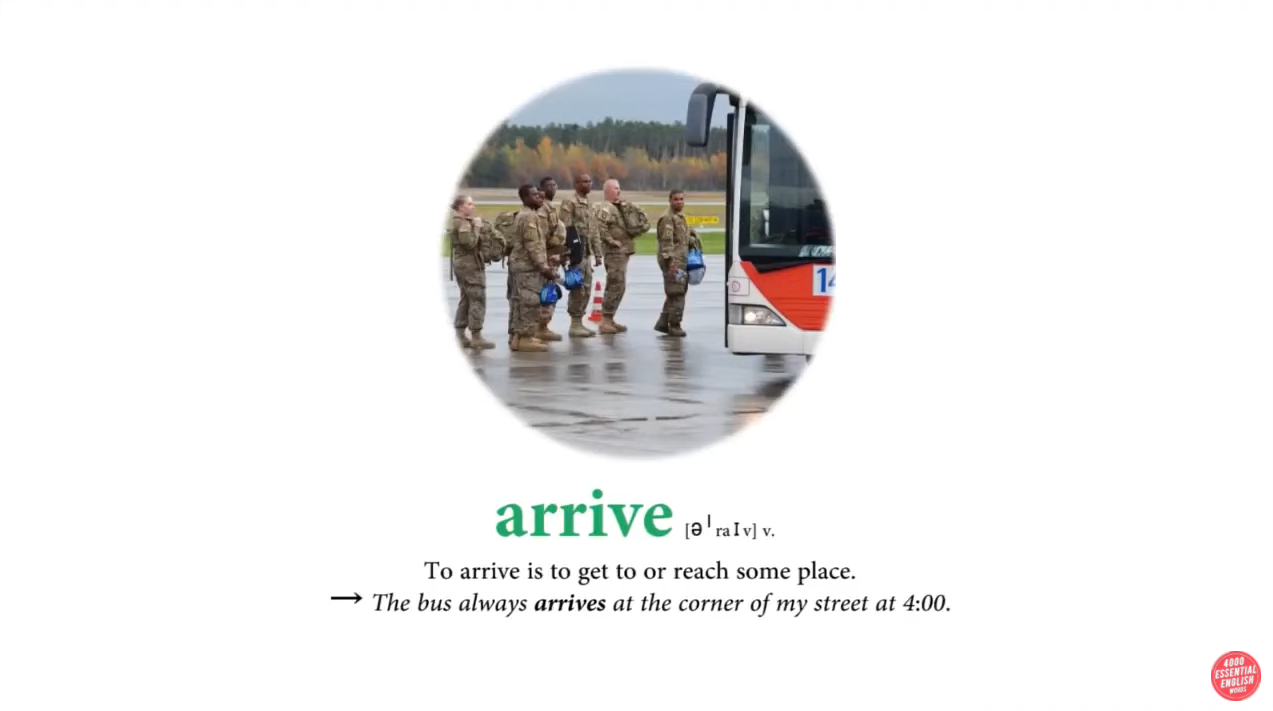 14
arrive [əˈraɪv] v.
To arrive is to get to or reach some place.
→ The bus always arrives at the corner of my street at 4:00.
4000
ESSENTIAL
ENGLISH
WORDS